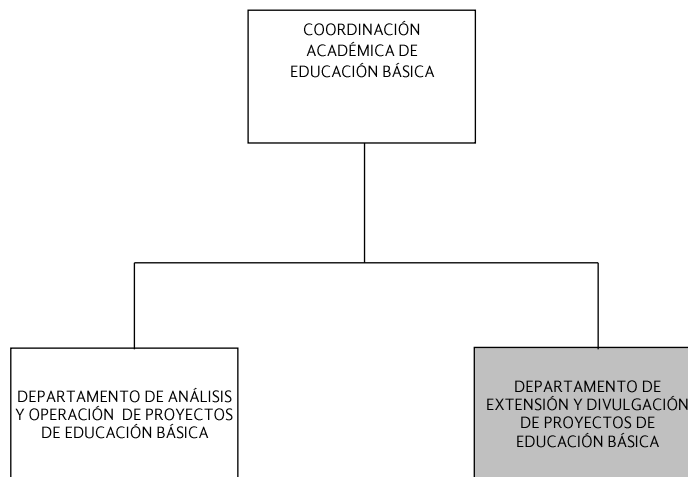 COORDINACIÓN
ACADÉMICA DE
EDUCACIÓN BÁSICA
DEPARTAMENTO DE ANÁLISIS
Y OPERACIÓN DE PROYECTOS
DE EDUCACIÓN BÁSICA
DEPARTAMENTO DE
EXTENSIÓN Y DIVULGACIÓN
DE PROYECTOS DE
EDUCACIÓN BÁSICA